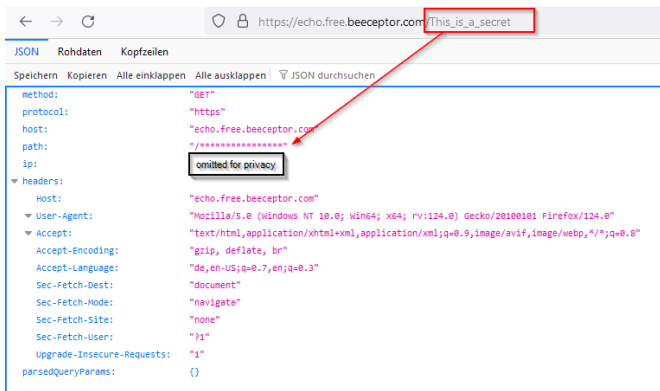 https://echo.free.beeceptor.com/This_is_a_secret
JSON Rohdaten Kopfzeilen
Speichern Kopieren Alle einklappen Alle ausklappen JSON durchsuchen
method: "GET"
protocol: "https"
host: "echo.free.beeceptor.com"
path: "/****************"
ip: omitted for privacy
headers:
Host: "echo.free.beeceptor.com"
User-Agent: "Mozilla/5.0 (Windows NT 10.0; Win64; x64; rv:124.0) Gecko/20100101 Firefox/124.0"
Accept: "text/html,application/xhtml+xml,application/xml;q=0.9,image/avif,image/webp,*/*;q=0.8"
Accept-Encoding: "gzip, deflate, br"
Accept-Language: "de,en-US;q=0.7,en;q=0.3"
Sec-Fetch-Dest: "document"
Sec-Fetch-Mode: "navigate"
Sec-Fetch-Site: "none"
Sec-Fetch-User: "?1"
Upgrade-Insecure-Requests: "1"
parsedQueryParams: {}